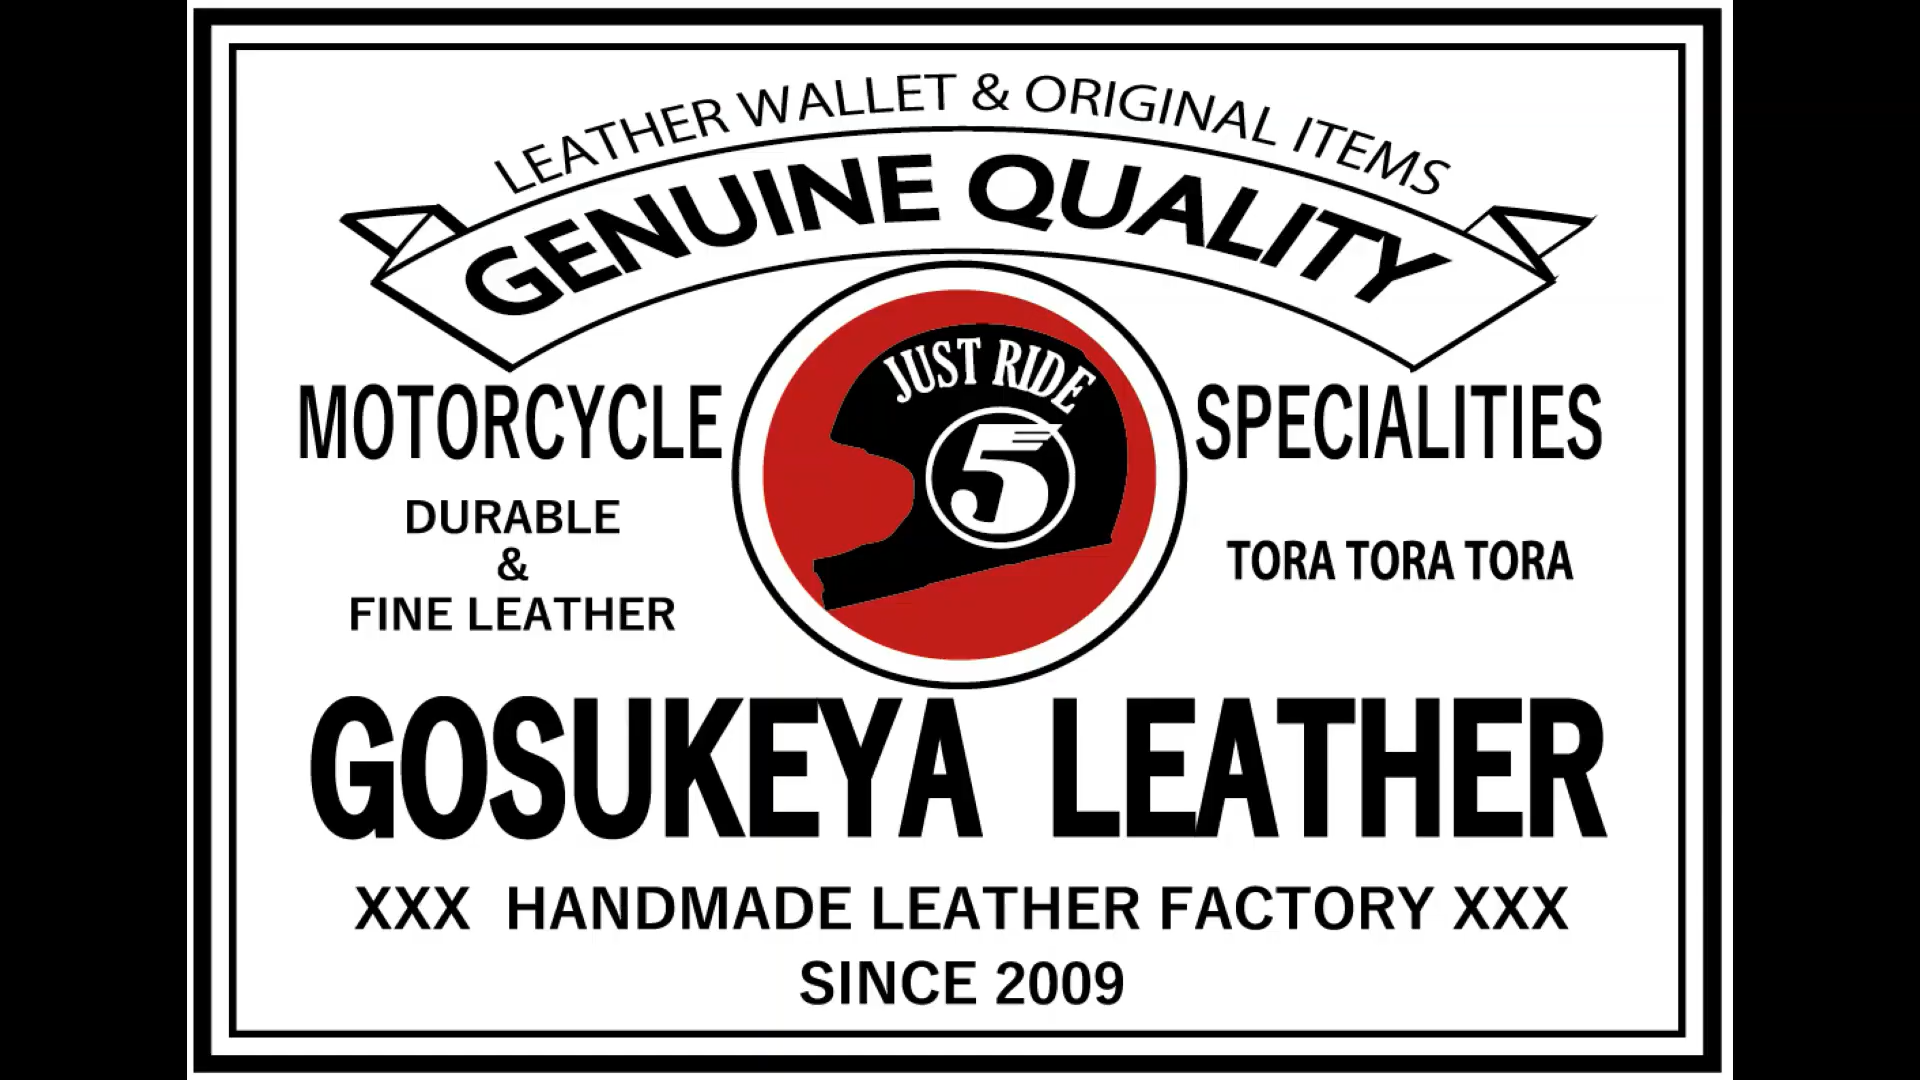 LEATHER WALLET & ORIGINAL ITEMS
GENUINE QUALITY
JUST RIDE
5
MOTORCYCLE
SPECIALITIES
DURABLE
&
FINE LEATHER
TORA TORA TORA
GOSUKEYA LEATHER
XXX HANDMADE LEATHER FACTORY XXX
SINCE 2009